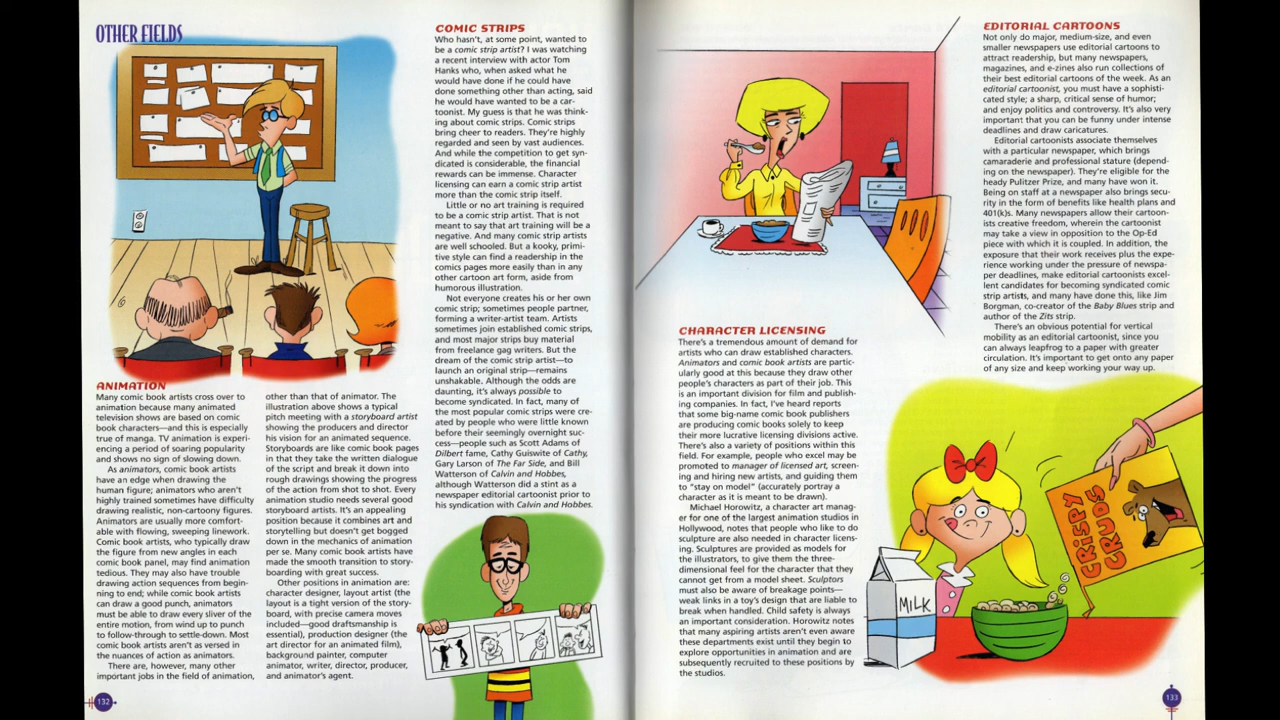 OTHER FIELDS
ANIMATION
Many comic book artists cross over to
animation because many animated
television shows are based on comic
book characters—and this is especially
true of manga. TV animation is experi-
encing a period of soaring popularity
and shows no sign of slowing down.
As animators, comic book artists
have an edge when drawing the
human figure; animators who aren't
highly trained sometimes have difficulty
drawing realistic, non-cartoony figures.
Animators are usually more comfort-
able with flowing, sweeping linework.
Comic book artists, who typically draw
the figure from new angles in each
comic book panel, may find animation
tedious. They may also have trouble
drawing action sequences from begin-
ning to end; while comic book artists
can draw a good punch, animators
must be able to draw every sliver of the
entire motion, from wind up to punch
to follow-through to settle-down. Most
comic book artists aren't as versed in
the nuances of action as animators.
There are, however, many other
important jobs in the field of animation,
other than that of animator. The
illustration above shows a typical
pitch meeting with a storyboard artist
showing the producers and director
his vision for an animated sequence.
Storyboards are like comic book pages
in that they take the written dialogue
of the script and break it down into
rough drawings showing the progress
of the action from shot to shot. Every
animation studio needs several good
storyboard artists. It's an appealing
position because it combines art and
storytelling but doesn't get bogged
down in the mechanics of animation
per se. Many comic book artists have
made the smooth transition to story-
boarding with great success.
Other positions in animation are:
character designer, layout artist (the
layout is a tight version of the story-
board, with precise camera moves
included—good draftsmanship is
essential), production designer (the
art director for an animated film),
background painter, computer
animator, writer, director, producer,
and animator's agent.
132
COMIC STRIPS
Who hasn't, at some point, wanted to
be a comic strip artist? I was watching
a recent interview with actor Tom
Hanks who, when asked what he
would have done if he could have
done something other than acting, said
he would have wanted to be a car-
toonist. My guess is that he was think-
ing about comic strips. Comic strips
bring cheer to readers. They're highly
regarded and seen by vast audiences.
And while the competition to get syn-
dicated is considerable, the financial
rewards can be immense. Character
licensing can earn a comic strip artist
more than the comic strip itself.
Little or no art training is required
to be a comic strip artist. That is not
meant to say that art training will be a
negative. And many comic strip artists
are well schooled. But a kooky, primi-
tive style can find a readership in the
comics pages more easily than in any
other cartoon art form, aside from
humorous illustration.
Not everyone creates his or her own
comic strip; sometimes people partner,
forming a writer-artist team. Artists
sometimes join established comic strips,
and most major strips buy material
from freelance gag writers. But the
dream of the comic strip artist—to
launch an original strip—remains
unshakable. Although the odds are
daunting, it's always possible to
become syndicated. In fact, many of
the most popular comic strips were cre-
ated by people who were little known
before their seemingly overnight suc-
cess—people such as Scott Adams of
Dilbert fame, Cathy Guiswite of Cathy,
Gary Larson of The Far Side, and Bill
Watterson of Calvin and Hobbes,
although Watterson did a stint as a
newspaper editorial cartoonist prior to
his syndication with Calvin and Hobbes.
CHARACTER LICENSING
There's a tremendous amount of demand for
artists who can draw established characters.
Animators and comic book artists are partic-
ularly good at this because they draw other
people's characters as part of their job. This
is an important division for film and publish-
ing companies. In fact, I've heard reports
that some big-name comic book publishers
are producing comic books solely to keep
their more lucrative licensing divisions active.
There's also a variety of positions within this
field. For example, people who excel may be
promoted to manager of licensed art, screen-
ing and hiring new artists, and guiding them
to "stay on model" (accurately portray a
character as it is meant to be drawn).
Michael Horowitz, a character art mana-
ger for one of the largest animation studios in
Hollywood, notes that people who like to do
sculpture are also needed in character licens-
ing. Sculptures are provided as models for
the illustrators, to give them the three-
dimensional feel for the character that they
cannot get from a model sheet. Sculptors
must also be aware of breakage points—
weak links in a toy's design that are liable to
break when handled. Child safety is always
an important consideration. Horowitz notes
that many aspiring artists aren't even aware
these departments exist until they begin to
explore opportunities in animation and are
subsequently recruited to these positions by
the studios.
EDITORIAL CARTOONS
Not only do major, medium-size, and even
smaller newspapers use editorial cartoons to
attract readership, but many newspapers,
magazines, and e-zines also run collections of
their best editorial cartoons of the week. As an
editorial cartoonist, you must have a sophisti-
cated style; a sharp, critical sense of humor;
and enjoy politics and controversy. It's also very
important that you can be funny under intense
deadlines and draw caricatures.
Editorial cartoonists associate themselves
with a particular newspaper, which brings
camaraderie and professional stature (depend-
ing on the newspaper). They're eligible for the
heady Pulitzer Prize, and many have won it.
Being on staff at a newspaper also brings secu-
rity in the form of benefits like health plans and
401(k)s. Many newspapers allow their cartoon-
ists creative freedom, wherein the cartoonist
may take a view in opposition to the Op-Ed
piece with which it is coupled. In addition, the
exposure that their work receives plus the expe-
rience working under the pressure of newspa-
per deadlines, make editorial cartoonists excel-
lent candidates for becoming syndicated comic
strip artists, and many have done this, like Jim
Borgman, co-creator of the Baby Blues strip and
author of the Zits strip.
There's an obvious potential for vertical
mobility as an editorial cartoonist, since you
can always leapfrog to a paper with greater
circulation. It's important to get onto any paper
of any size and keep working your way up.
CRISPY
CRUDS
MILK
133